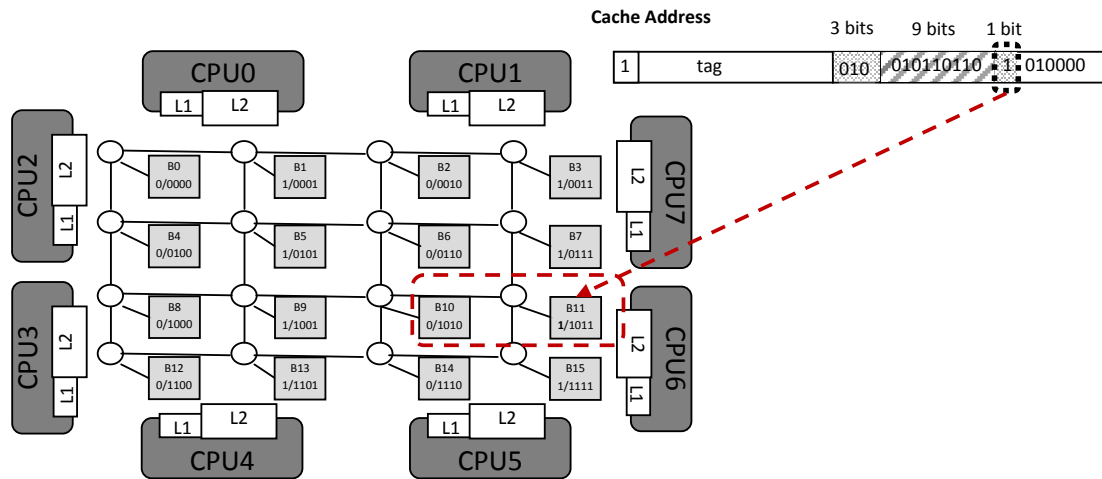 Cache Address
3 bits 9 bits 1 bit
1 tag 010 010110110 1 010000
CPU0
L1 L2
CPU1
L1 L2
CPU2
L2
L1
CPU7
L2
L1
B0
0/0000
B1
1/0001
B2
0/0010
B3
1/0011
B4
0/0100
B5
1/0101
B6
0/0110
B7
1/0111
CPU3
L2
L1
CPU6
L2
L1
B8
0/1000
B9
1/1001
B10
0/1010
B11
1/1011
B12
0/1100
B13
1/1101
B14
0/1110
B15
1/1111
L1 L2
CPU4
L1 L2
CPU5